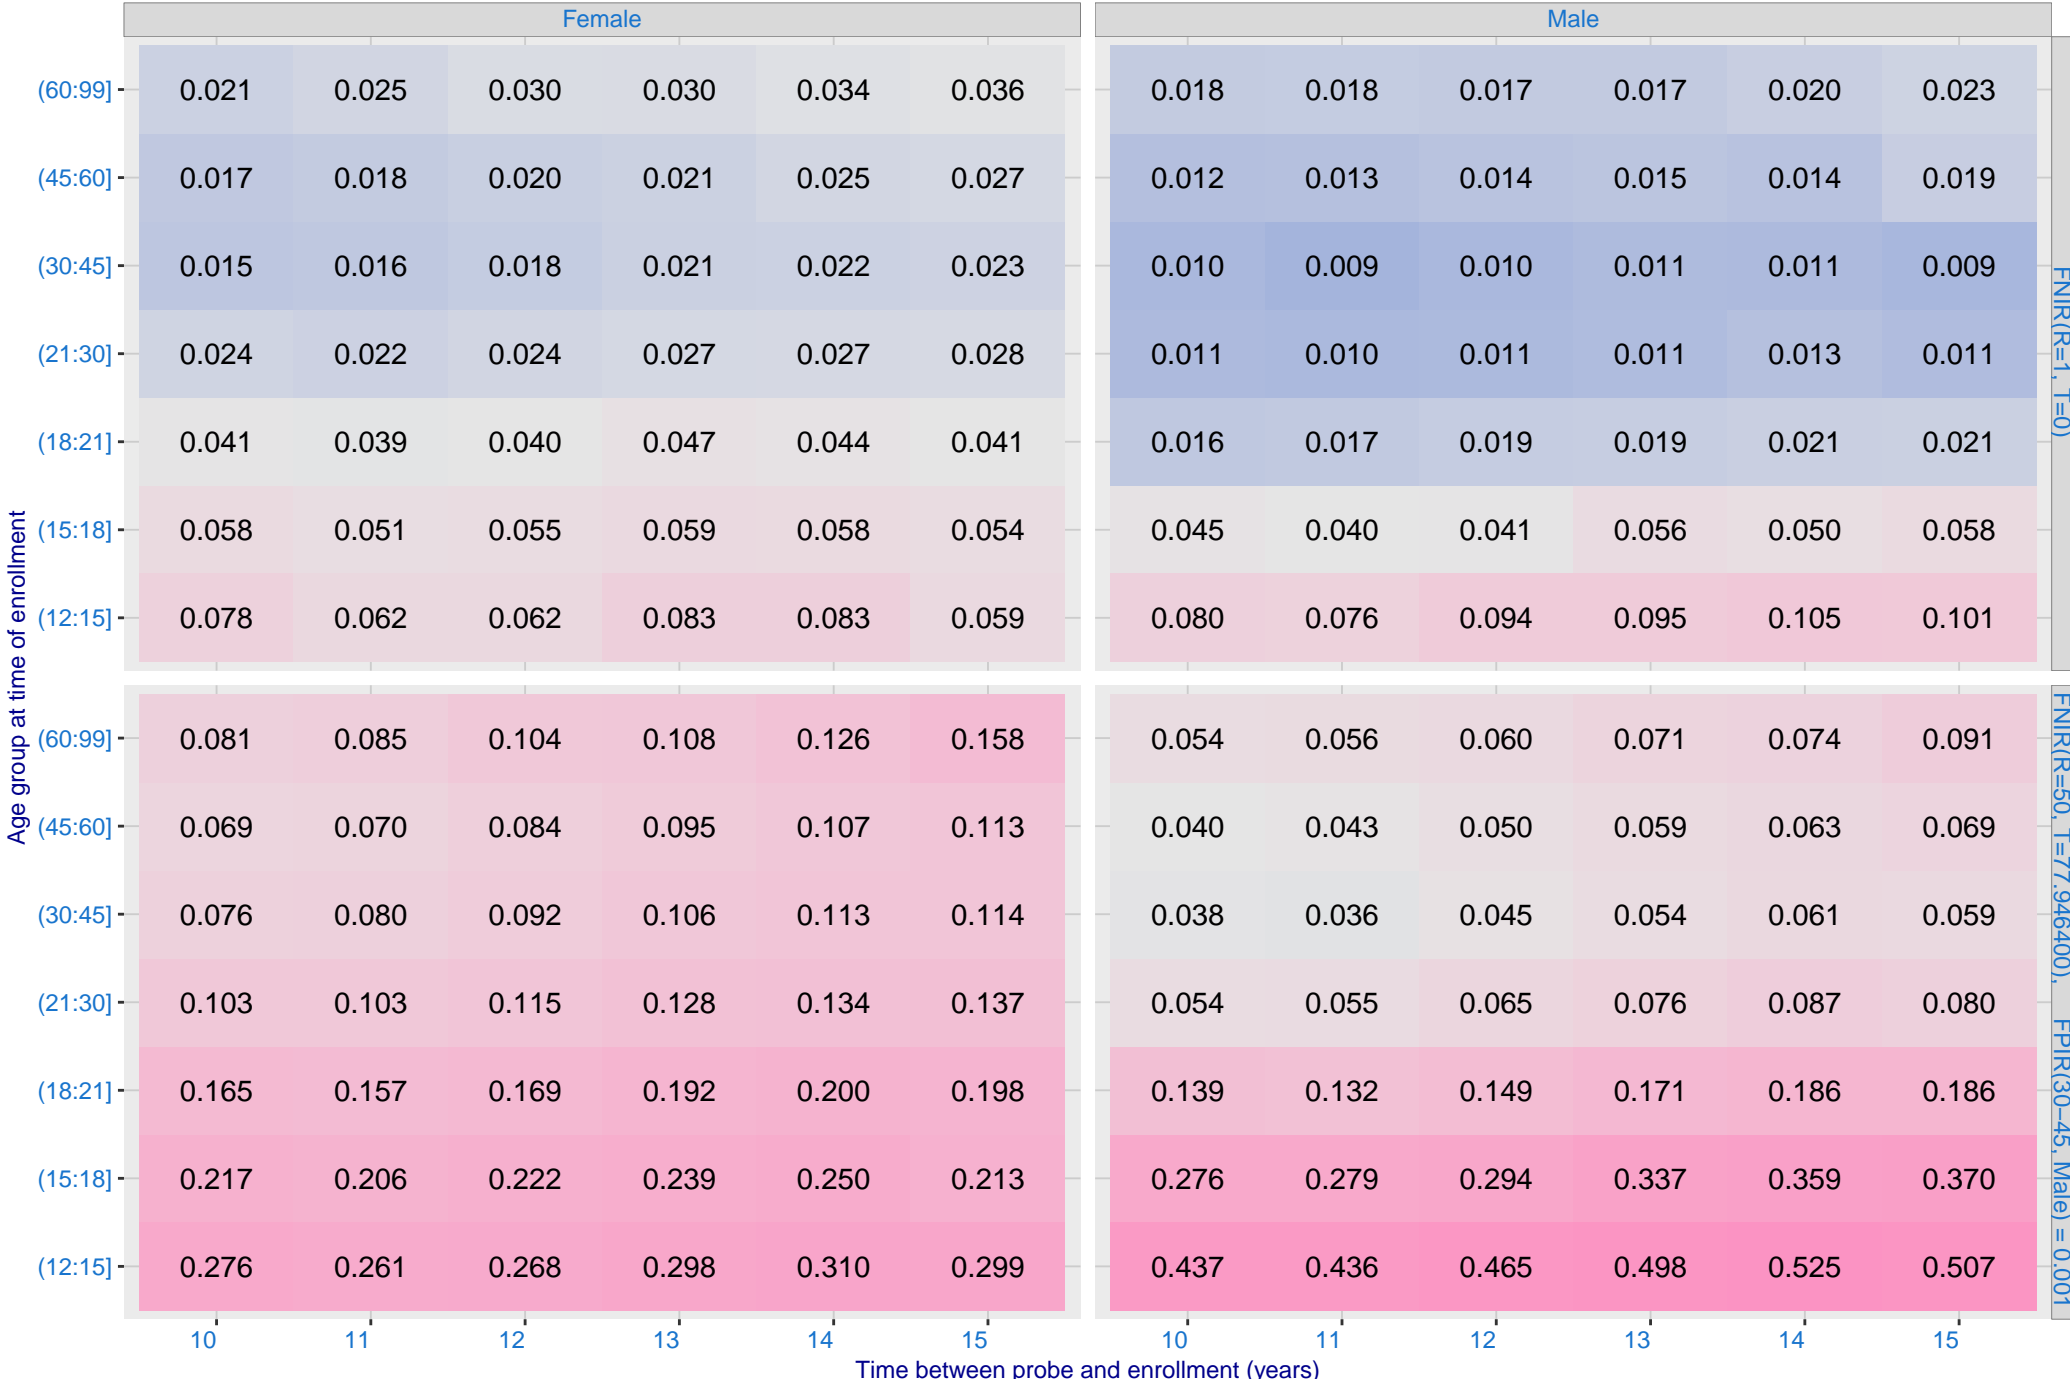 Female Male
(60:99] 0.021 0.025 0.030 0.030 0.034 0.036 0.018 0.018 0.017 0.017 0.020 0.023
(45:60] 0.017 0.018 0.020 0.021 0.025 0.027 0.012 0.013 0.014 0.015 0.014 0.019
(30:45] 0.015 0.016 0.018 0.021 0.022 0.023 0.010 0.009 0.010 0.011 0.011 0.009
(21:30] 0.024 0.022 0.024 0.027 0.027 0.028 0.011 0.010 0.011 0.011 0.013 0.011
(18:21] 0.041 0.039 0.040 0.047 0.044 0.041 0.016 0.017 0.019 0.019 0.021 0.021
(15:18] 0.058 0.051 0.055 0.059 0.058 0.054 0.045 0.040 0.041 0.056 0.050 0.058
(12:15] 0.078 0.062 0.062 0.083 0.083 0.059 0.080 0.076 0.094 0.095 0.105 0.101
FNIR(R=1, T=0)
Age group at time of enrollment
(60:99] 0.081 0.085 0.104 0.108 0.126 0.158 0.054 0.056 0.060 0.071 0.074 0.091
(45:60] 0.069 0.070 0.084 0.095 0.107 0.113 0.040 0.043 0.050 0.059 0.063 0.069
(30:45] 0.076 0.080 0.092 0.106 0.113 0.114 0.038 0.036 0.045 0.054 0.061 0.059
(21:30] 0.103 0.103 0.115 0.128 0.134 0.137 0.054 0.055 0.065 0.076 0.087 0.080
(18:21] 0.165 0.157 0.169 0.192 0.200 0.198 0.139 0.132 0.149 0.171 0.186 0.186
(15:18] 0.217 0.206 0.222 0.239 0.250 0.213 0.276 0.279 0.294 0.337 0.359 0.370
(12:15] 0.276 0.261 0.268 0.298 0.310 0.299 0.437 0.436 0.465 0.498 0.525 0.507
FNIR(R=50, T=77.946400), FPIR(30−45, Male) = 0.001
10 11 12 13 14 15 10 11 12 13 14 15
Time between probe and enrollment (years)